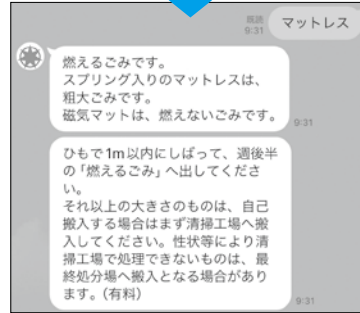 既読
9:31
マットレス
燃えるごみです。
スプリング入りのマットレスは、
粗大ごみです。
磁気マットは、燃えないごみです。
9:31
ひもで1m以内にしばって、週後半
の「燃えるごみ」へ出してくださ
い。
それ以上の大きさのものは、自己
搬入する場合はまず清掃工場へ搬
入してください。性状等により清
掃工場で処理できないものは、最
終処分場へ搬入となる場合があり
ます。(有料)
9:31